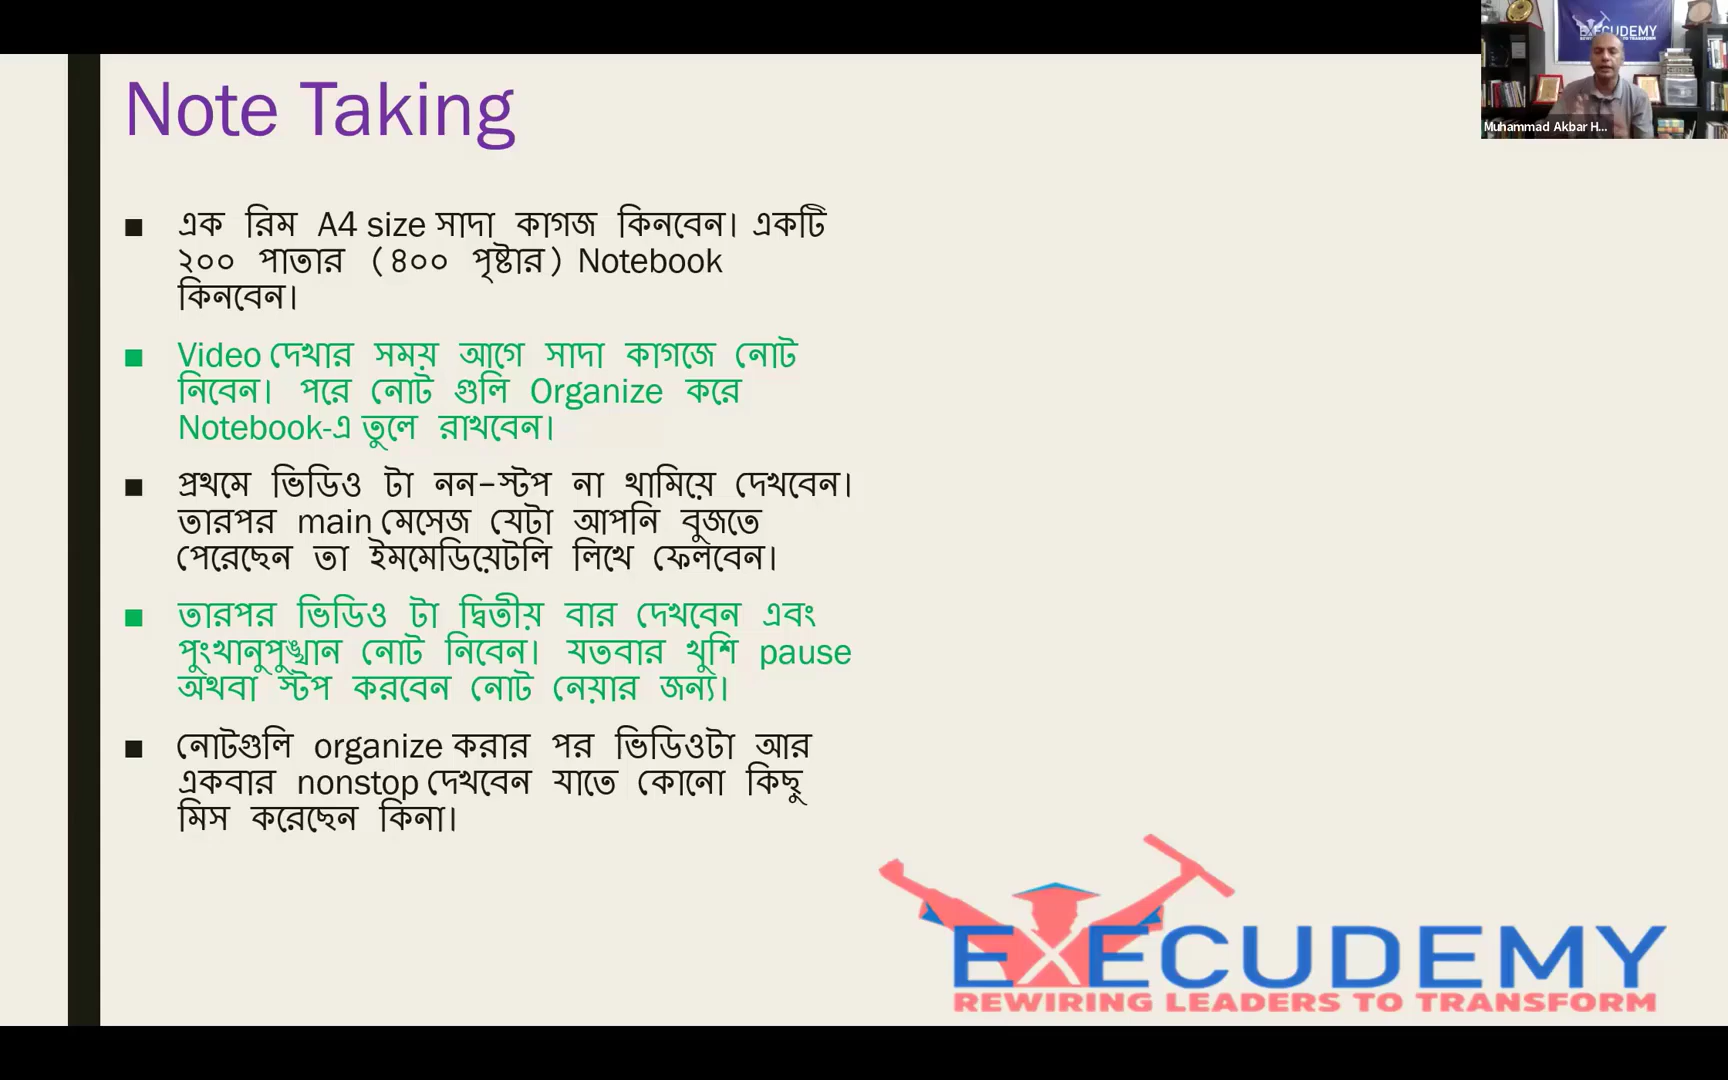 EXECUDEMY
Muhammad Akbar H...
Note Taking
■ এক রিম A4 size সাদা কাগজ কিনবেন। একটি
২০০ পাতার (৪০০ পৃষ্টার) Notebook
কিনবেন।
■ Video দেখার সময় আগে সাদা কাগজে নোট
নিবেন। পরে নোট গুলি Organize করে
Notebook-এ তুলে রাখবেন।
■ প্রথমে ভিডিও টা নন-স্টপ না থামিয়ে দেখবেন।
তারপর main মেসেজ যেটা আপনি বুজতে
পেরেছেন তা ইমমেডিয়েটলি লিখে ফেলবেন।
■ তারপর ভিডিও টা দ্বিতীয় বার দেখবেন এবং
পুংখানুপুঙ্খান নোট নিবেন। যতবার খুশি pause
অথবা স্টপ করবেন নোট নেয়ার জন্য।
■ নোটগুলি organize করার পর ভিডিওটা আর
একবার nonstop দেখবেন যাতে কোনো কিছু
মিস করেছেন কিনা।
EXECUDEMY
REWIRING LEADERS TO TRANSFORM